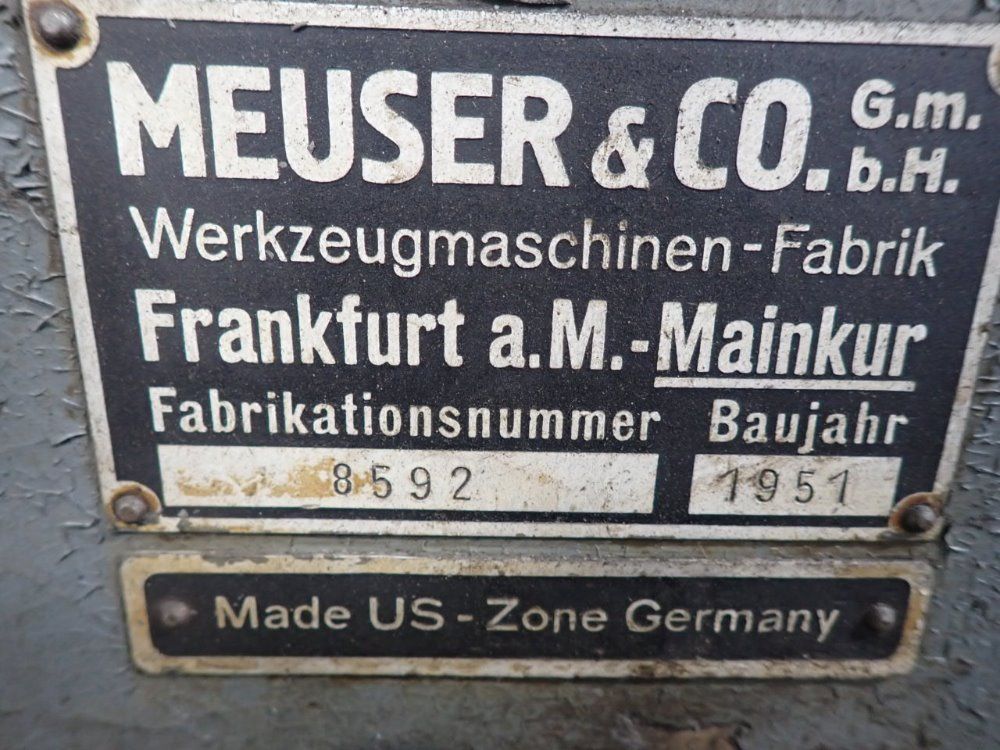 MEUSER & CO. G.m.b.H.
Werkzeugmaschinen-Fabrik
Frankfurt a.M.-Mainkur
Fabrikationsnummer Baujahr
8592 1951
Made US - Zone Germany